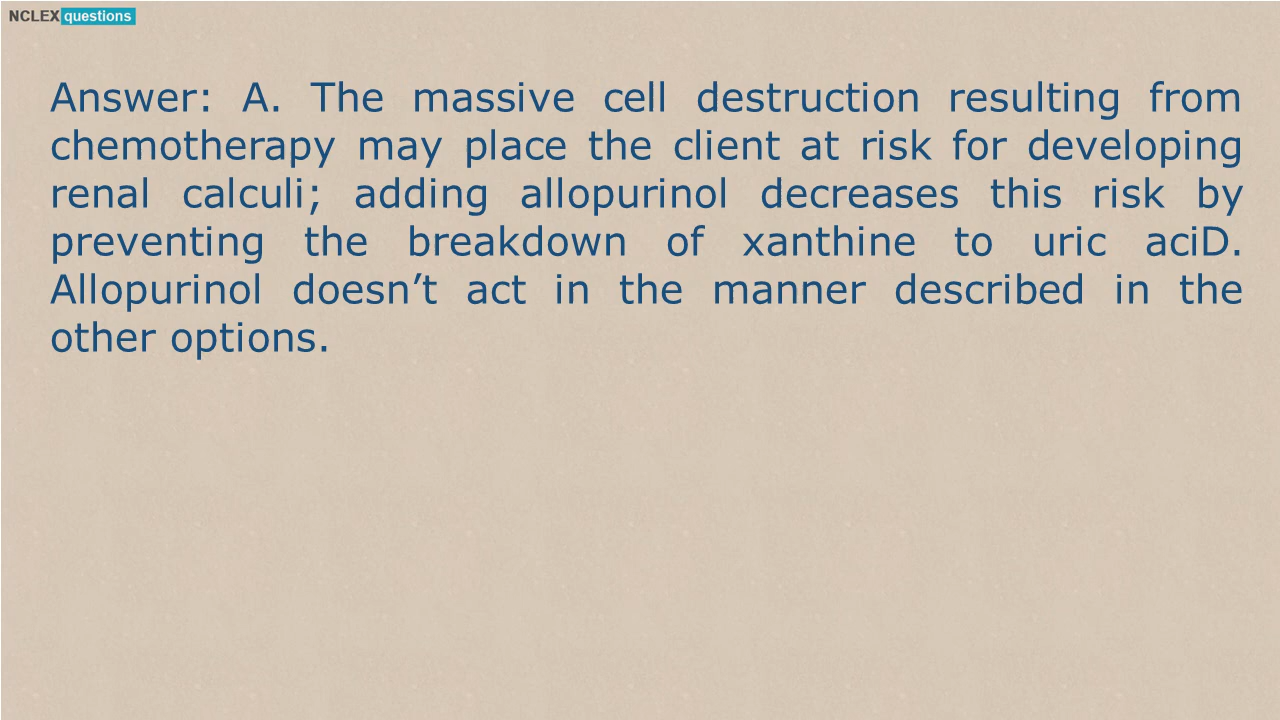 NCLEX questions
Answer: A. The massive cell destruction resulting from
chemotherapy may place the client at risk for developing
renal calculi; adding allopurinol decreases this risk by
preventing the breakdown of xanthine to uric aciD.
Allopurinol doesn’t act in the manner described in the
other options.